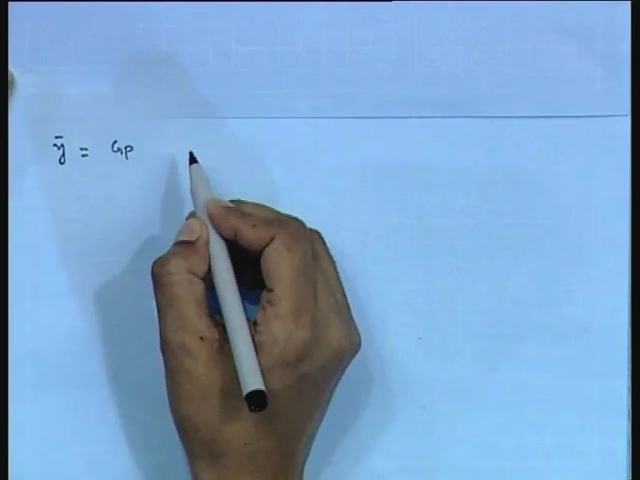 ȳ = Gp